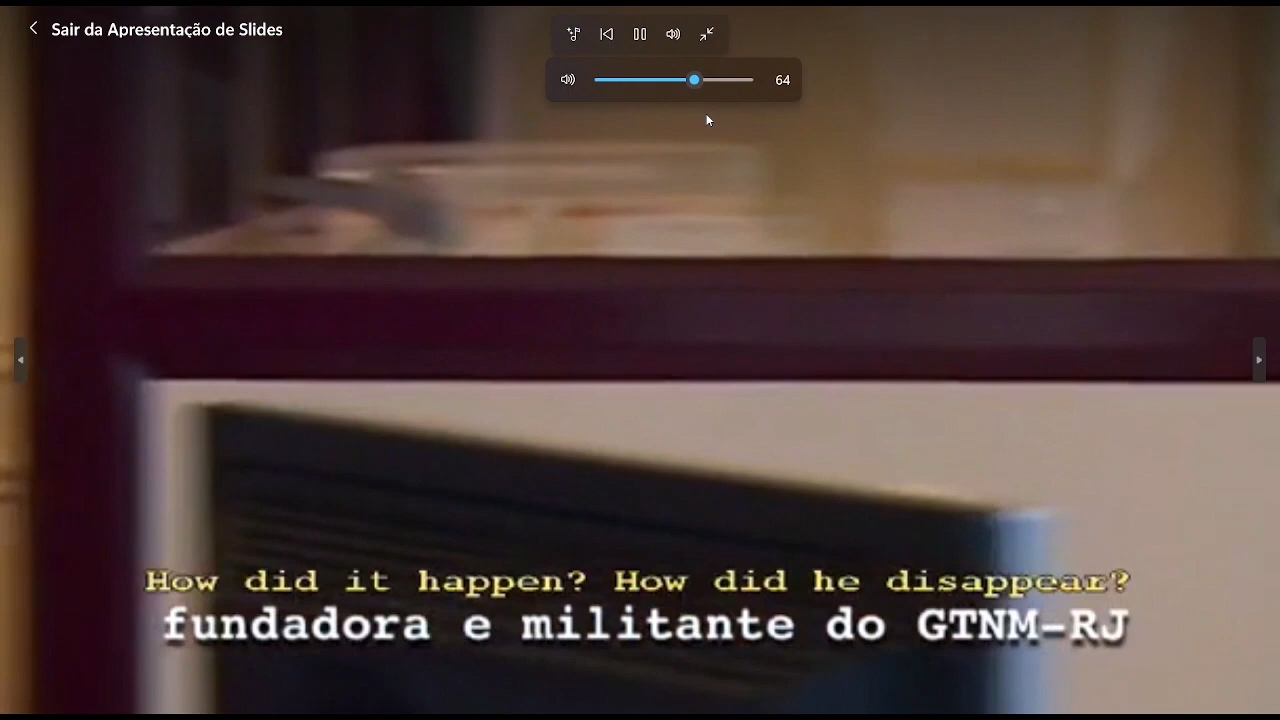 Sair da Apresentação de Slides
64
How did it happen? How did he disappear?
fundadora e militante do GTNM-RJ